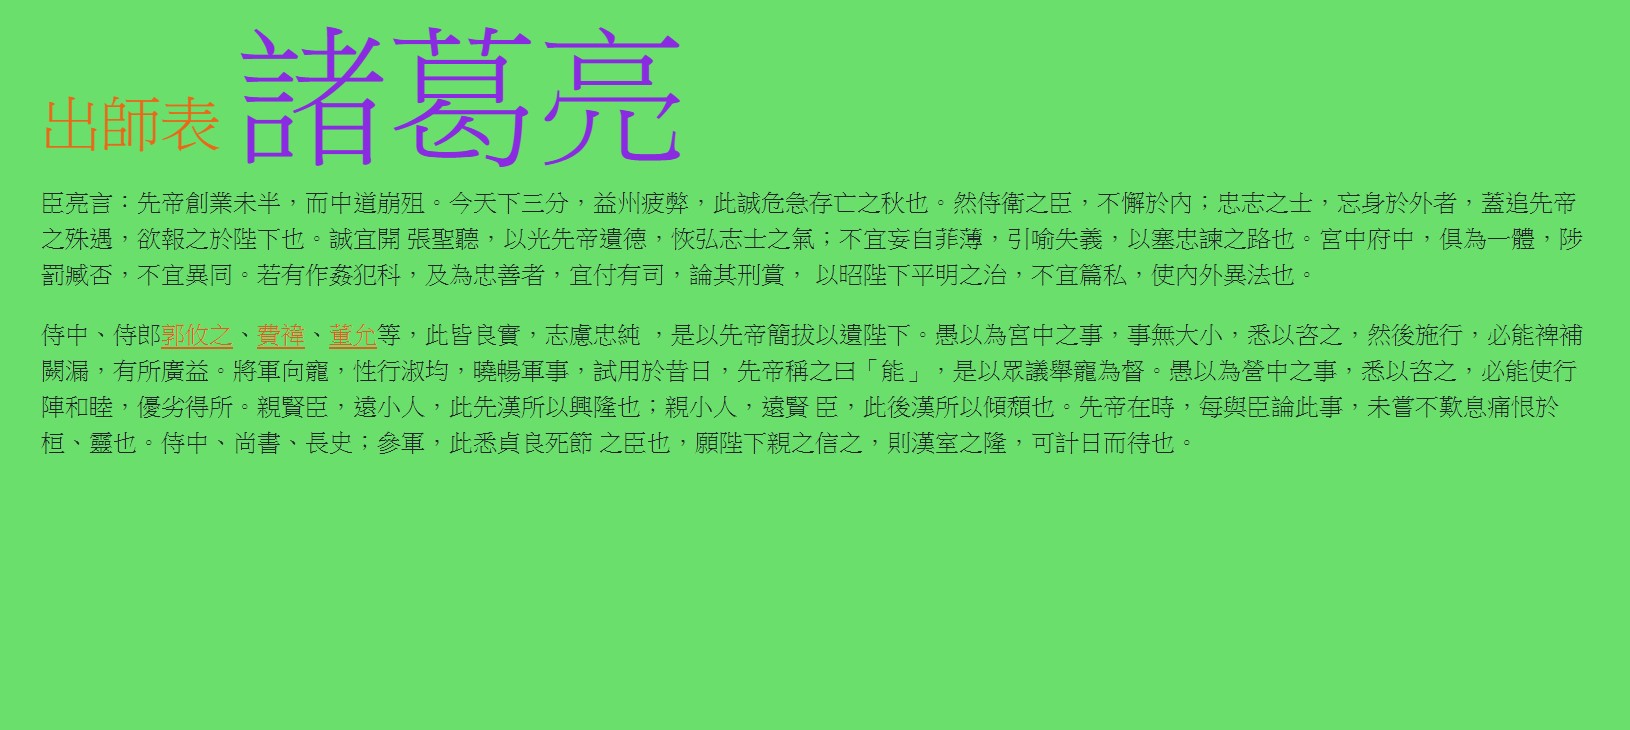 出師表 諸葛亮
臣亮言：先帝創業未半，而中道崩殂。今天下三分，益州疲弊，此誠危急存亡之秋也。然侍衛之臣，不懈於內；忠志之士，忘身於外者，蓋追先帝
之殊遇，欲報之於陛下也。誠宜開 張聖聽，以光先帝遺德，恢弘志士之氣；不宜妄自菲薄，引喻失義，以塞忠諫之路也。宮中府中，俱為一體，陟
罰臧否，不宜異同。若有作姦犯科，及為忠善者，宜付有司，論其刑賞， 以昭陛下平明之治，不宜篇私，使內外異法也。
侍中、侍郎郭攸之、費褘、董允等，此皆良實，志慮忠純 ，是以先帝簡拔以遺陛下。愚以為宮中之事，事無大小，悉以咨之，然後施行，必能裨補
闕漏，有所廣益。將軍向寵，性行淑均，曉暢軍事，試用於昔日，先帝稱之曰「能」，是以眾議舉寵為督。愚以為營中之事，悉以咨之，必能使行
陣和睦，優劣得所。親賢臣，遠小人，此先漢所以興隆也；親小人，遠賢 臣，此後漢所以傾頹也。先帝在時，每與臣論此事，未嘗不歎息痛恨於
桓、靈也。侍中、尚書、長史；參軍，此悉貞良死節 之臣也，願陛下親之信之，則漢室之隆，可計日而待也。